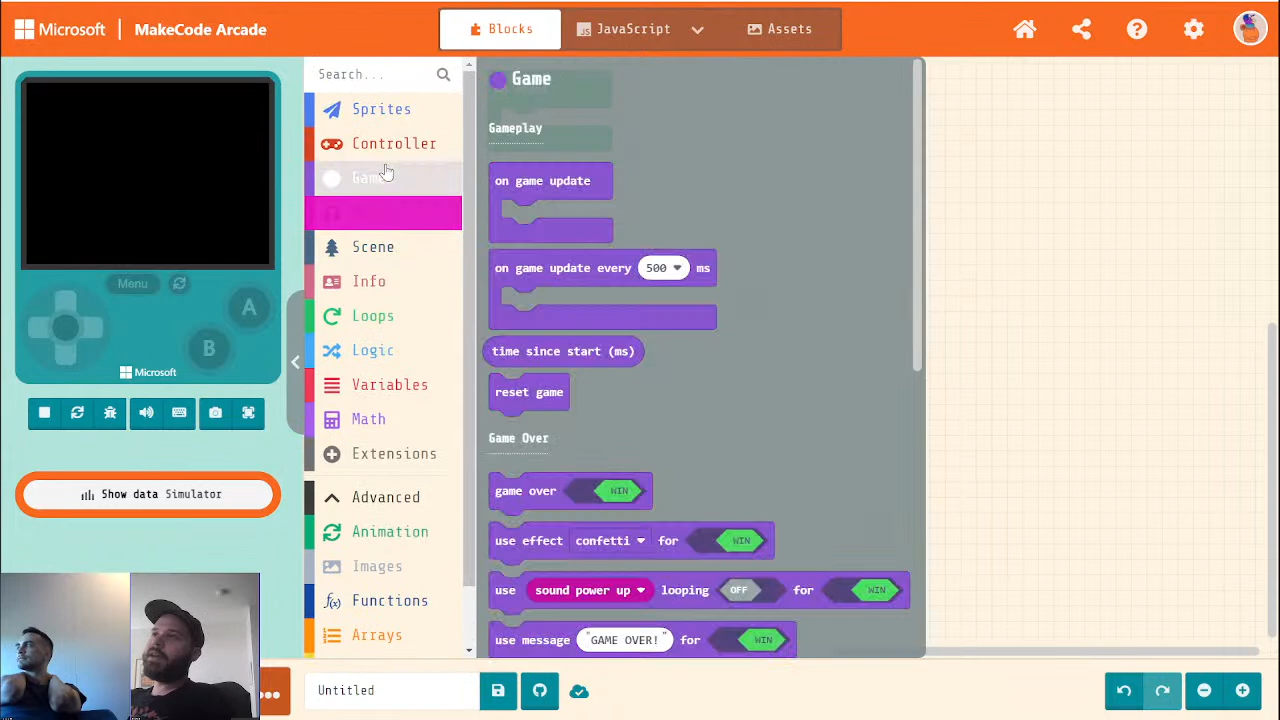 Microsoft
MakeCode Arcade
Blocks
JavaScript
Assets
Menu
A
B
Microsoft
Show data Simulator
Search...
Sprites
Controller
Game
Scene
Info
Loops
Logic
Variables
Math
Extensions
Advanced
Animation
Images
Functions
Arrays
Game
Gameplay
on game update
on game update every 500 ms
time since start (ms)
reset game
Game Over
game over WIN
use effect confetti for WIN
use sound power up looping OFF for WIN
use message "GAME OVER!" for WIN
Untitled